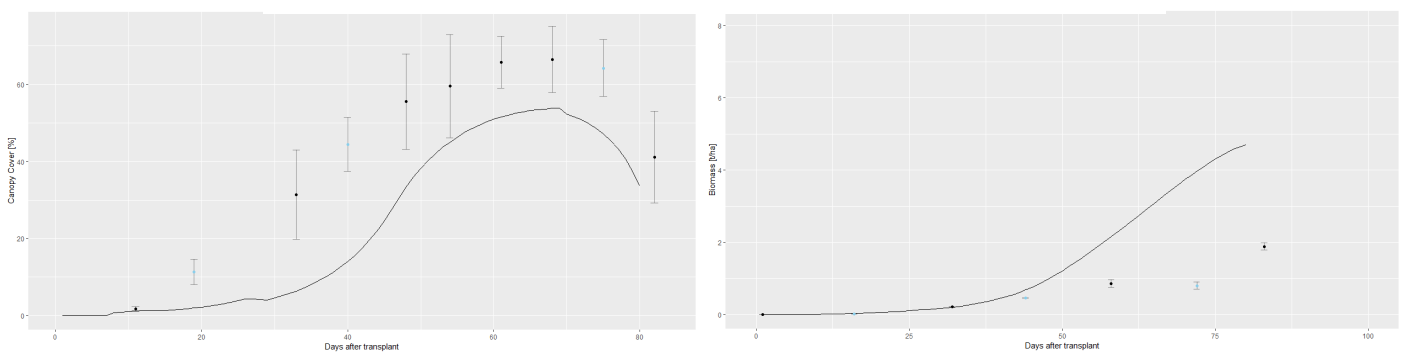 Canopy Cover [%]
60
40
20
0
0 20 40 60 80
Days after transplant
Biomass [t/ha]
8
6
4
2
0
0 25 50 75 100
Days after transplant